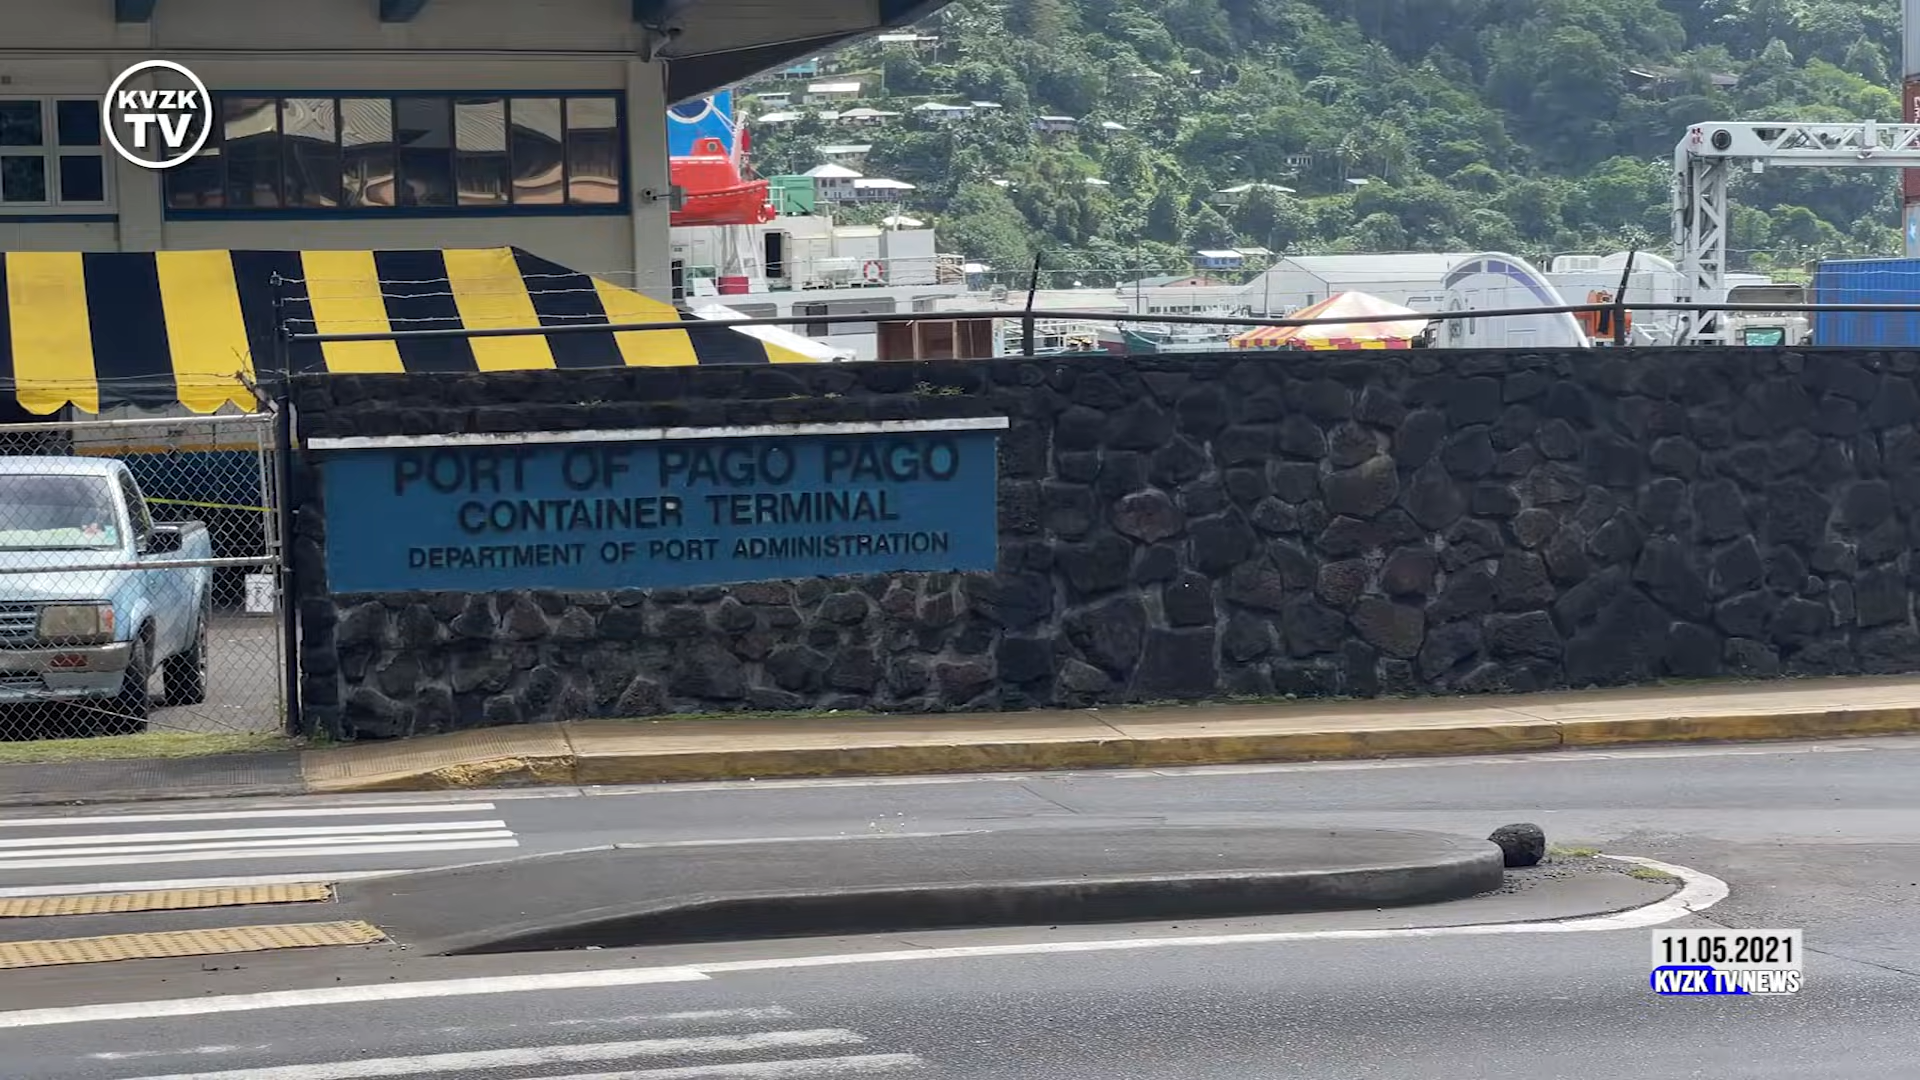 KVZK
TV
PORT OF PAGO PAGO
CONTAINER TERMINAL
DEPARTMENT OF PORT ADMINISTRATION
11.05.2021
KVZK TV NEWS